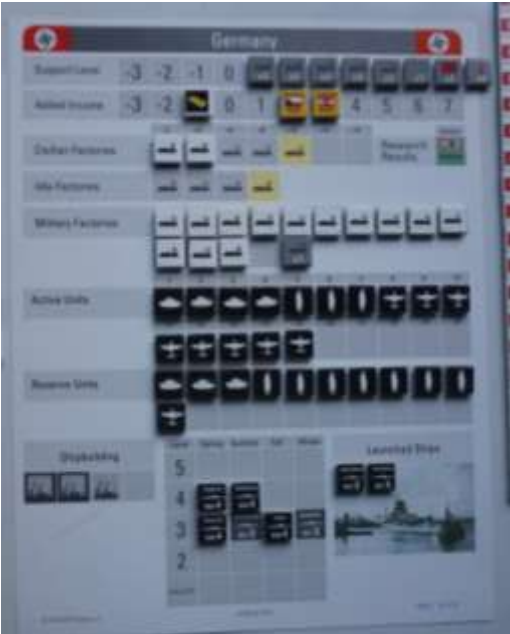 Germany
Support Level -3 -2 -1 0
Added Income -3 -2 0 1 4 5 6 7
Civilian Factories
Research
Results
Idle Factories
Military Factories
Active Units
Reserve Units
Shipbuilding
Spring Summer Fall Winter
Launched Ships
5
4
3
2